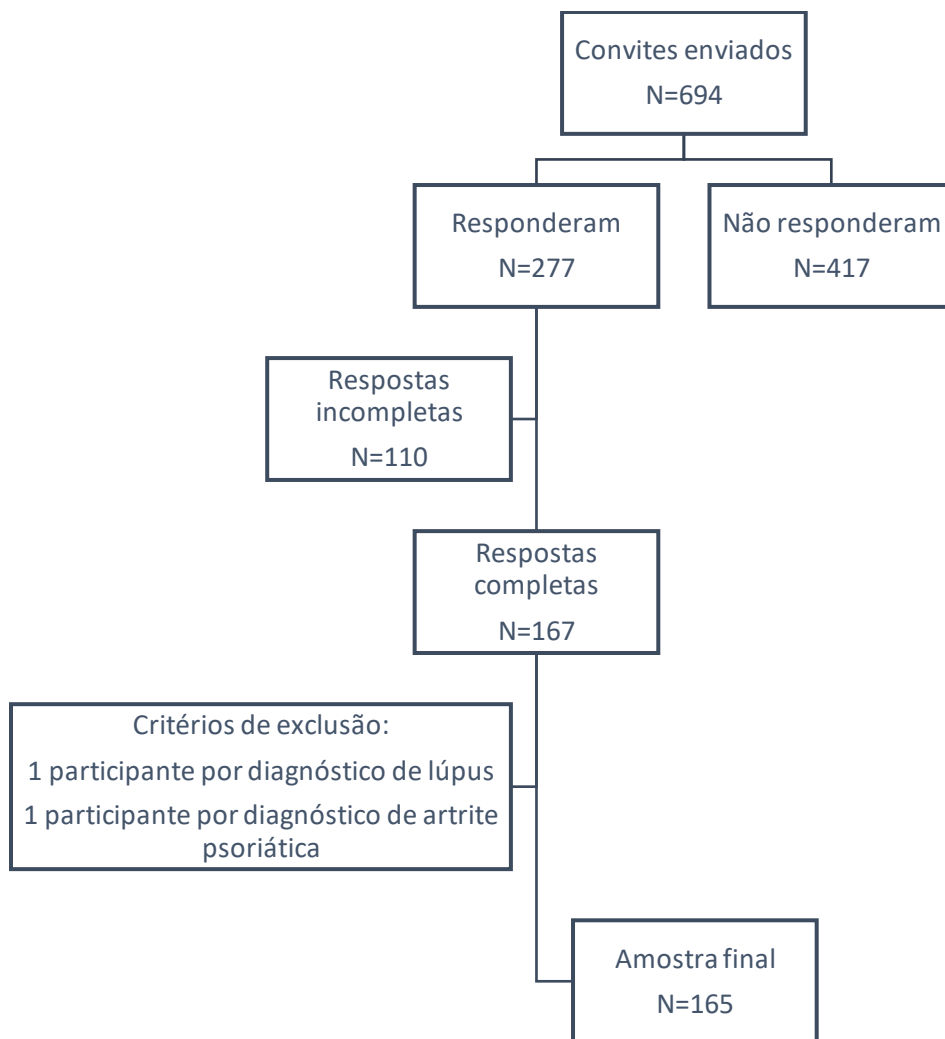 Convites enviados
N=694
Responderam
N=277
Não responderam
N=417
Respostas
incompletas
N=110
Respostas
completas
N=167
Critérios de exclusão:
1 participante por diagnóstico de lúpus
1 participante por diagnóstico de artrite
psoriática
Amostra final
N=165